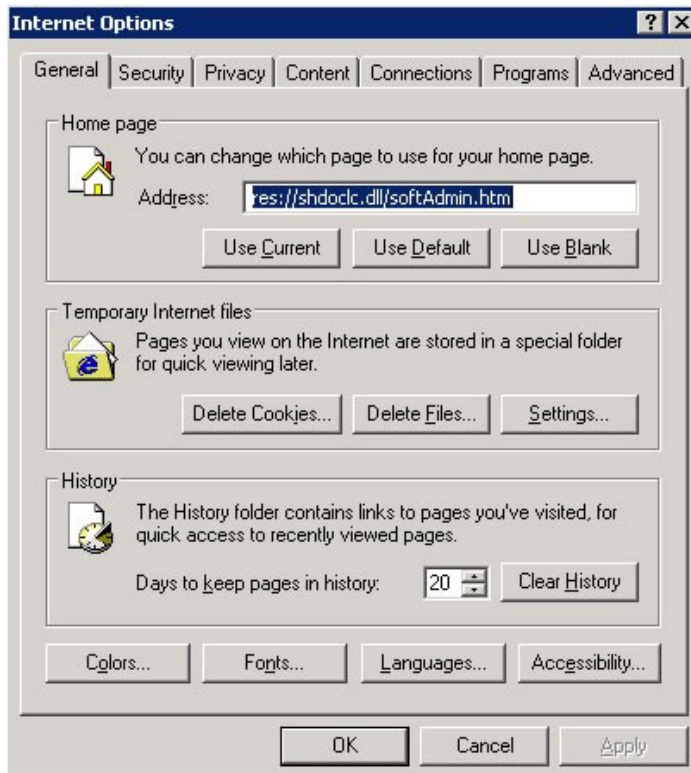 Internet Options
General Security Privacy Content Connections Programs Advanced
Home page
You can change which page to use for your home page.
Address: res://shdoclc.dll/softAdmin.htm
Use Current Use Default Use Blank
Temporary Internet files
Pages you view on the Internet are stored in a special folder
for quick viewing later.
Delete Cookies... Delete Files... Settings...
History
The History folder contains links to pages you've visited, for
quick access to recently viewed pages.
Days to keep pages in history: 20 Clear History
Colors... Fonts... Languages... Accessibility...
OK Cancel Apply